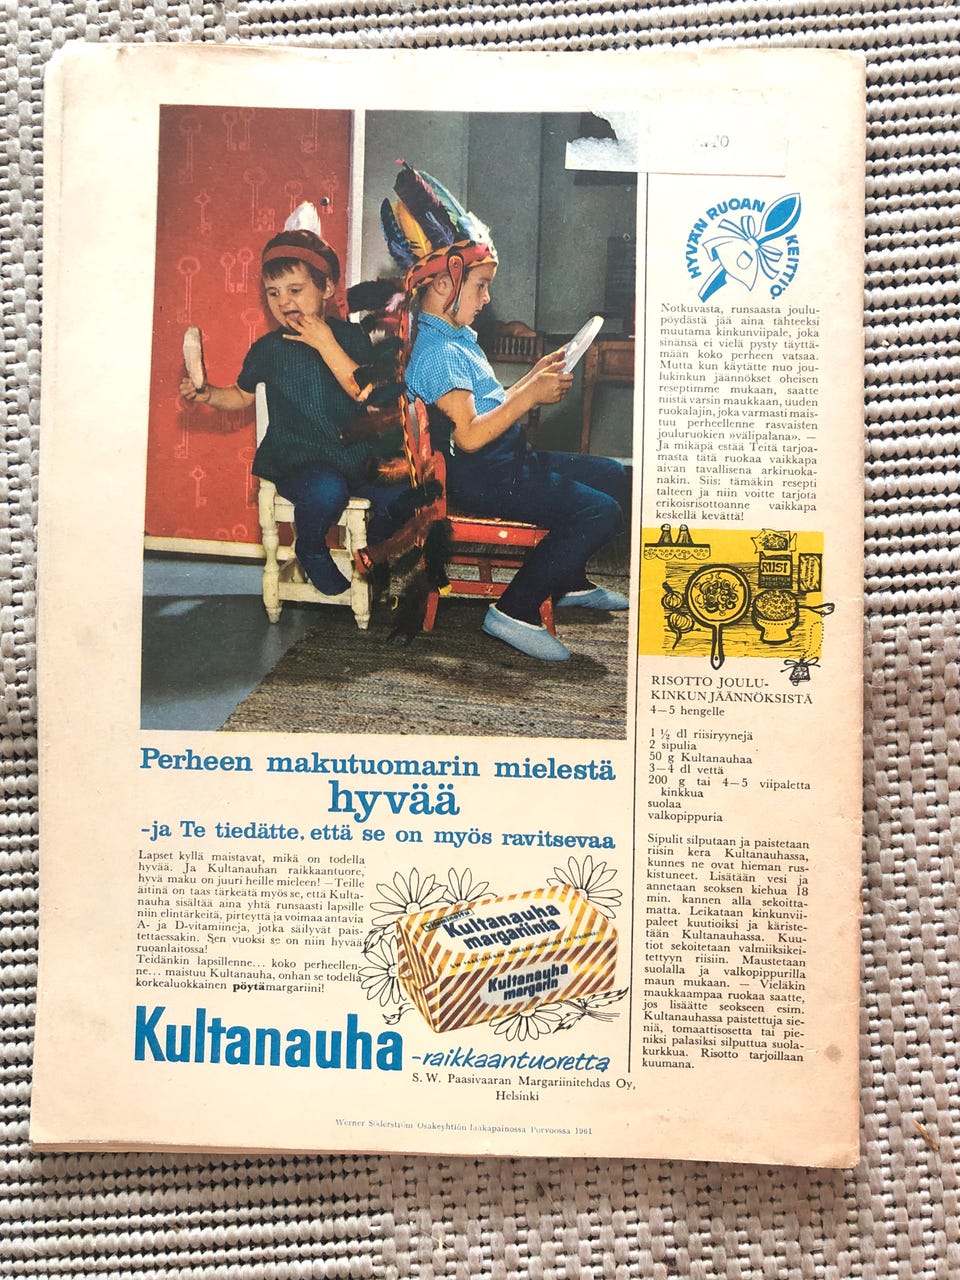 HYVÄN RUOAN KEITTIÖ
Notkuvasta, runsaasta joulu-
pöydästä jää aina tähteeksi
muutama kinkunviipale, joka
sinänsä ei vielä pysty täyttä-
mään koko perheen vatsaa.
Mutta kun käytätte nuo jou-
lukinkun jäännökset oheisen
reseptimme mukaan, saatte
niistä varsin maukkaan, uuden
ruokalajin, joka varmasti mais-
tuu perheellenne rasvaisten
jouluruokien »välipalana». —
Ja mikäpä estää Teitä tarjoa-
masta tätä ruokaa vaikkapa
aivan tavallisena arkiruoka-
nakin. Siis: tämäkin resepti
talteen ja niin voitte tarjota
erikoisrisottoanne vaikkapa
keskellä kevättä!
RIISI
RISOTTO JOULU-
KINKUN JÄÄNNÖKSISTÄ
4—5 hengelle
1 ½ dl riisiryynejä
2 sipulia
50 g Kultanauhaa
3—4 dl vettä
200 g tai 4—5 viipaletta
kinkkua
suolaa
valkopippuria
Sipulit silputaan ja paistetaan
riisin kera Kultanauhassa,
kunnes ne ovat hieman rus-
kistuneet. Lisätään vesi ja
annetaan seoksen kiehua 18
min. kannen alla sekoitta-
matta. Leikataan kinkunvii-
paleet kuutioiksi ja käriste-
tään Kultanauhassa. Kuu-
tiot sekoitetaan valmiiksikei-
tettyyn riisiin. Maustetaan
suolalla ja valkopippurilla
maun mukaan. — Vieläkin
maukkaampaa ruokaa saatte,
jos lisäätte seokseen esim.
Kultanauhassa paistettuja sie-
niä, tomaattisosetta tai pie-
niksi palasiksi silputtua suola-
kurkkua. Risotto tarjoillaan
kuumana.
Perheen makutuomarin mielestä
hyvää
-ja Te tiedätte, että se on myös ravitsevaa
Lapset kyllä maistavat, mikä on todella
hyvää. Ja Kultanauhan raikkaantuore,
hyvä maku on juuri heille mieleen! — Teille
äitinä on taas tärkeätä myös se, että Kulta-
nauha sisältää aina yhtä runsaasti lapsille
niin elintärkeitä, pirteyttä ja voimaa antavia
A- ja D-vitamiineja, jotka säilyvät pais-
tettaessakin. Sen vuoksi se on niin hyvää
ruoanlaitossa!
Teidänkin lapsillenne... koko perheellen-
ne... maistuu Kultanauha, onhan se todella
korkealuokkainen pöytämargariini!
vitaminoitu
Kultanauha
margariinia
S.W. PAASIVAARAN MARGARIINITEHDAS OY HELSINKI
Kultanauha
margarin
Kultanauha
-raikkaantuoretta
S. W. Paasivaaran Margariinitehdas Oy,
Helsinki
Werner Söderström Osakeyhtiön laakapainossa Porvoossa 1961